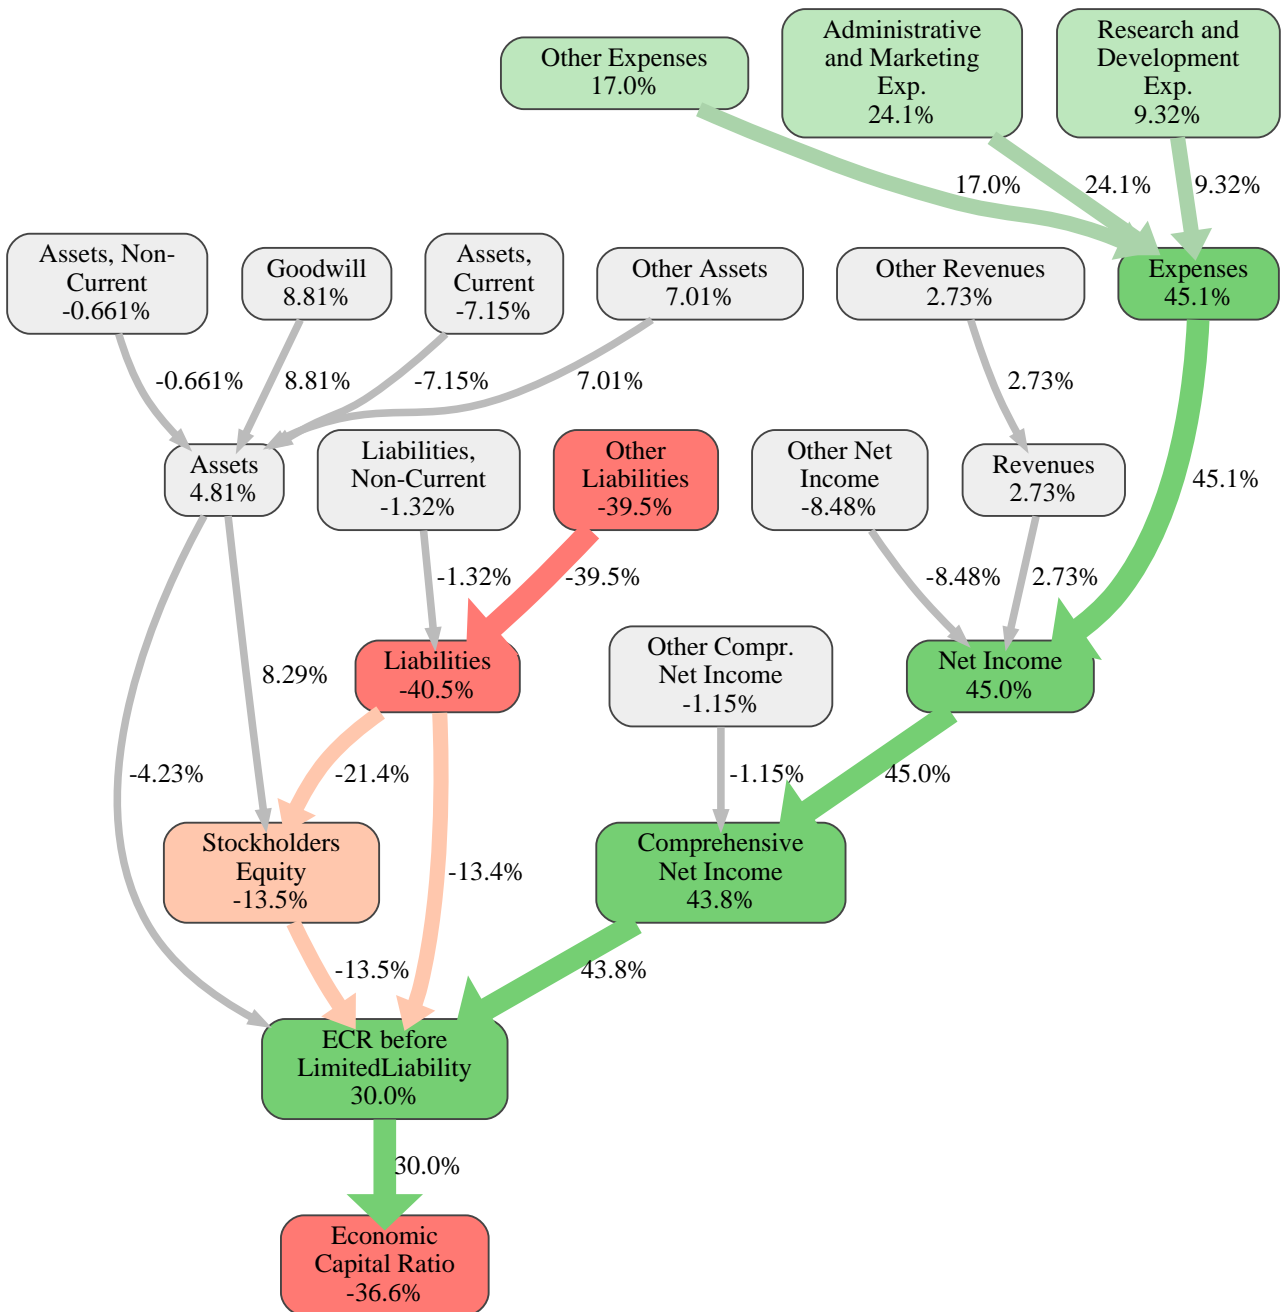 Other Expenses
17.0%
Administrative
and Marketing
Exp.
24.1%
Research and
Development
Exp.
9.32%
17.0%
24.1%
9.32%
Assets, Non-
Current
-0.661%
Goodwill
8.81%
Assets,
Current
-7.15%
Other Assets
7.01%
Other Revenues
2.73%
Expenses
45.1%
-0.661%
8.81%
-7.15%
7.01%
2.73%
45.1%
Assets
4.81%
Liabilities,
Non-Current
-1.32%
Other
Liabilities
-39.5%
Other Net
Income
-8.48%
Revenues
2.73%
-1.32%
-39.5%
-8.48%
2.73%
8.29%
Liabilities
-40.5%
Other Compr.
Net Income
-1.15%
Net Income
45.0%
-4.23%
-21.4%
-1.15%
45.0%
Stockholders
Equity
-13.5%
-13.4%
Comprehensive
Net Income
43.8%
-13.5%
43.8%
ECR before
LimitedLiability
30.0%
30.0%
Economic
Capital Ratio
-36.6%